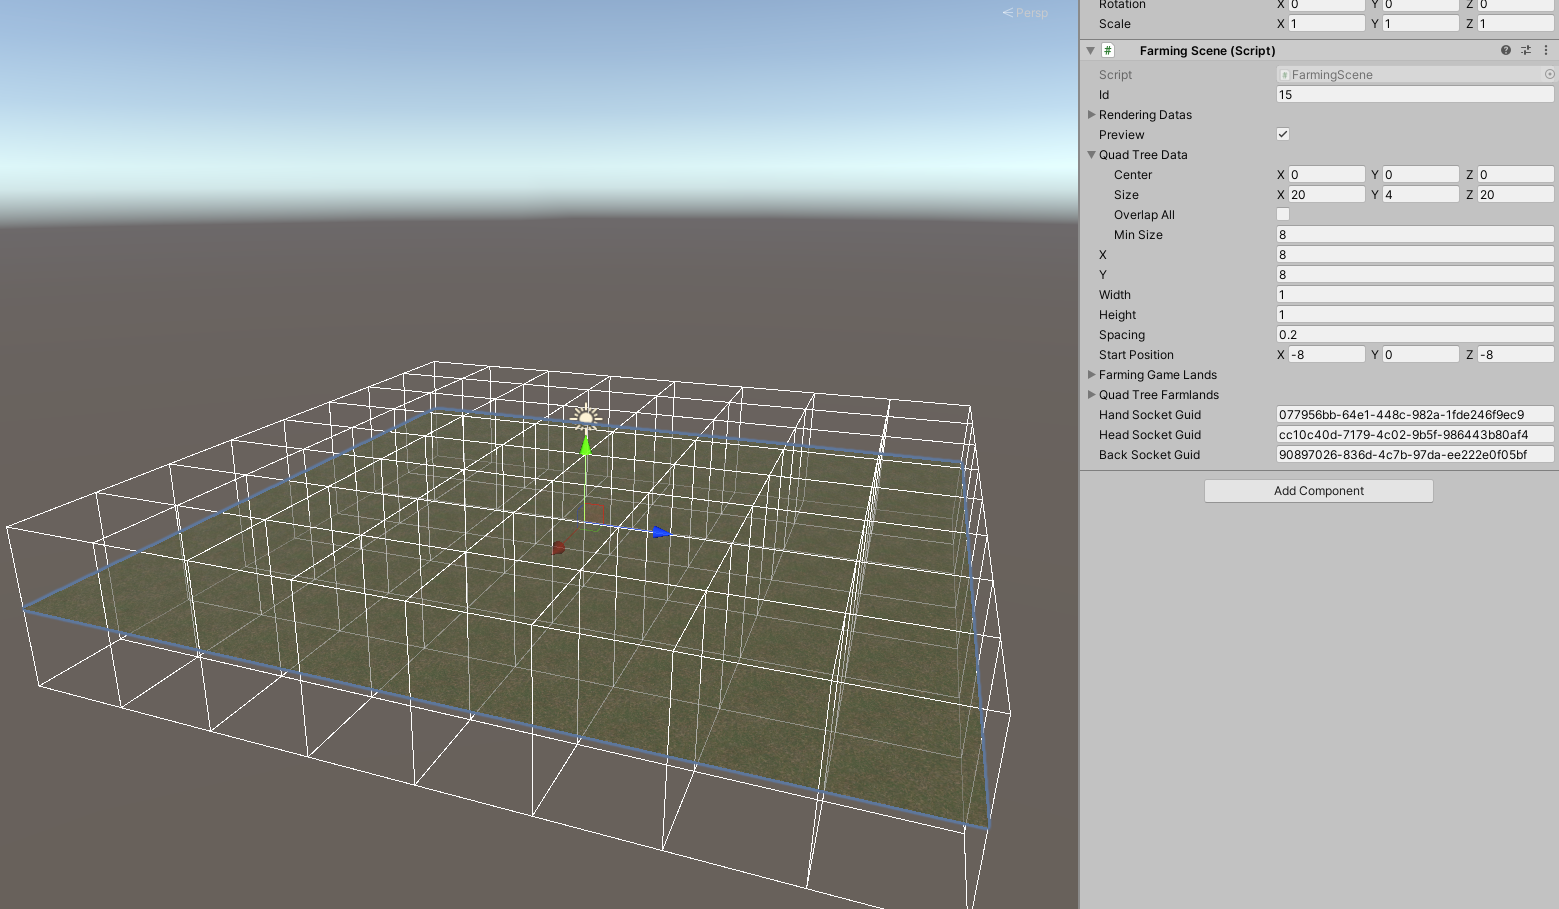 Persp
Rotation X 0 Y 0 Z 0
Scale X 1 Y 1 Z 1
# Farming Scene (Script)
Script # FarmingScene
Id 15
Rendering Datas
Preview
Quad Tree Data
Center X 0 Y 0 Z 0
Size X 20 Y 4 Z 20
Overlap All
Min Size 8
X 8
Y 8
Width 1
Height 1
Spacing 0.2
Start Position X -8 Y 0 Z -8
Farming Game Lands
Quad Tree Farmlands
Hand Socket Guid 077956bb-64e1-448c-982a-1fde246f9ec9
Head Socket Guid cc10c40d-7179-4c02-9b5f-986443b80af4
Back Socket Guid 90897026-836d-4c7b-97da-ee222e0f05bf
Add Component